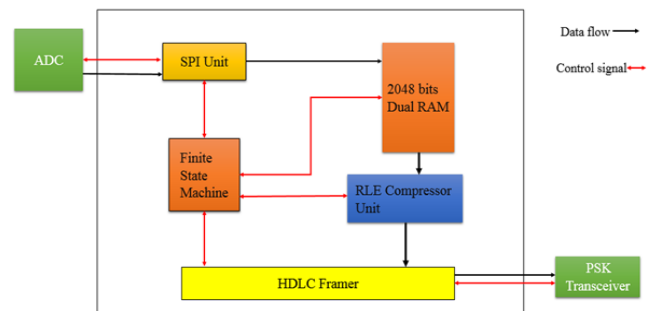 ADC
SPI Unit
2048 bits
Dual RAM
Data flow
Control signal
Finite
State
Machine
RLE Compressor
Unit
HDLC Framer
PSK
Transceiver